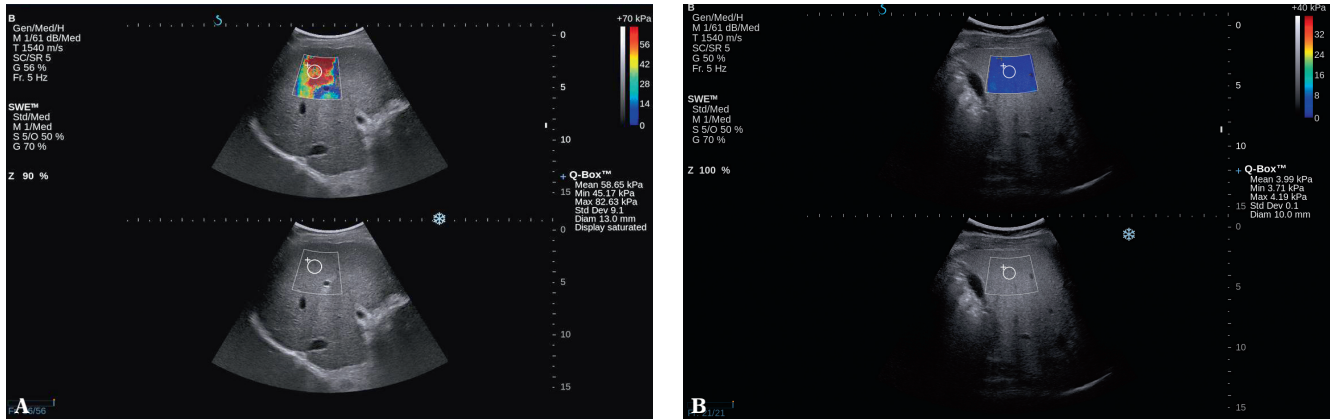 B
Gen/Med/H
M 1/61 dB/Med
T 1540 m/s
SC/SR 5
G 56 %
Fr. 5 Hz
SWE™
Std/Med
M 1/Med
S 5/O 50 %
G 70 %
Z 90 %
+70 kPa
56
42
28
14
0
0
5
10
15
+ Q-Box™
Mean 58.65 kPa
Min 45.17 kPa
Max 82.63 kPa
Std Dev 9.1
Diam 13.0 mm
Display saturated
0
5
10
15
A
B
Gen/Med/H
M 1/61 dB/Med
T 1540 m/s
SC/SR 5
G 50 %
Fr. 5 Hz
SWE™
Std/Med
M 1/Med
S 5/O 50 %
G 70 %
Z 100 %
+40 kPa
32
24
16
8
0
0
5
10
15
+ Q-Box™
Mean 3.99 kPa
Min 3.71 kPa
Max 4.19 kPa
Std Dev 0.1
Diam 10.0 mm
0
5
10
15
B
21/21